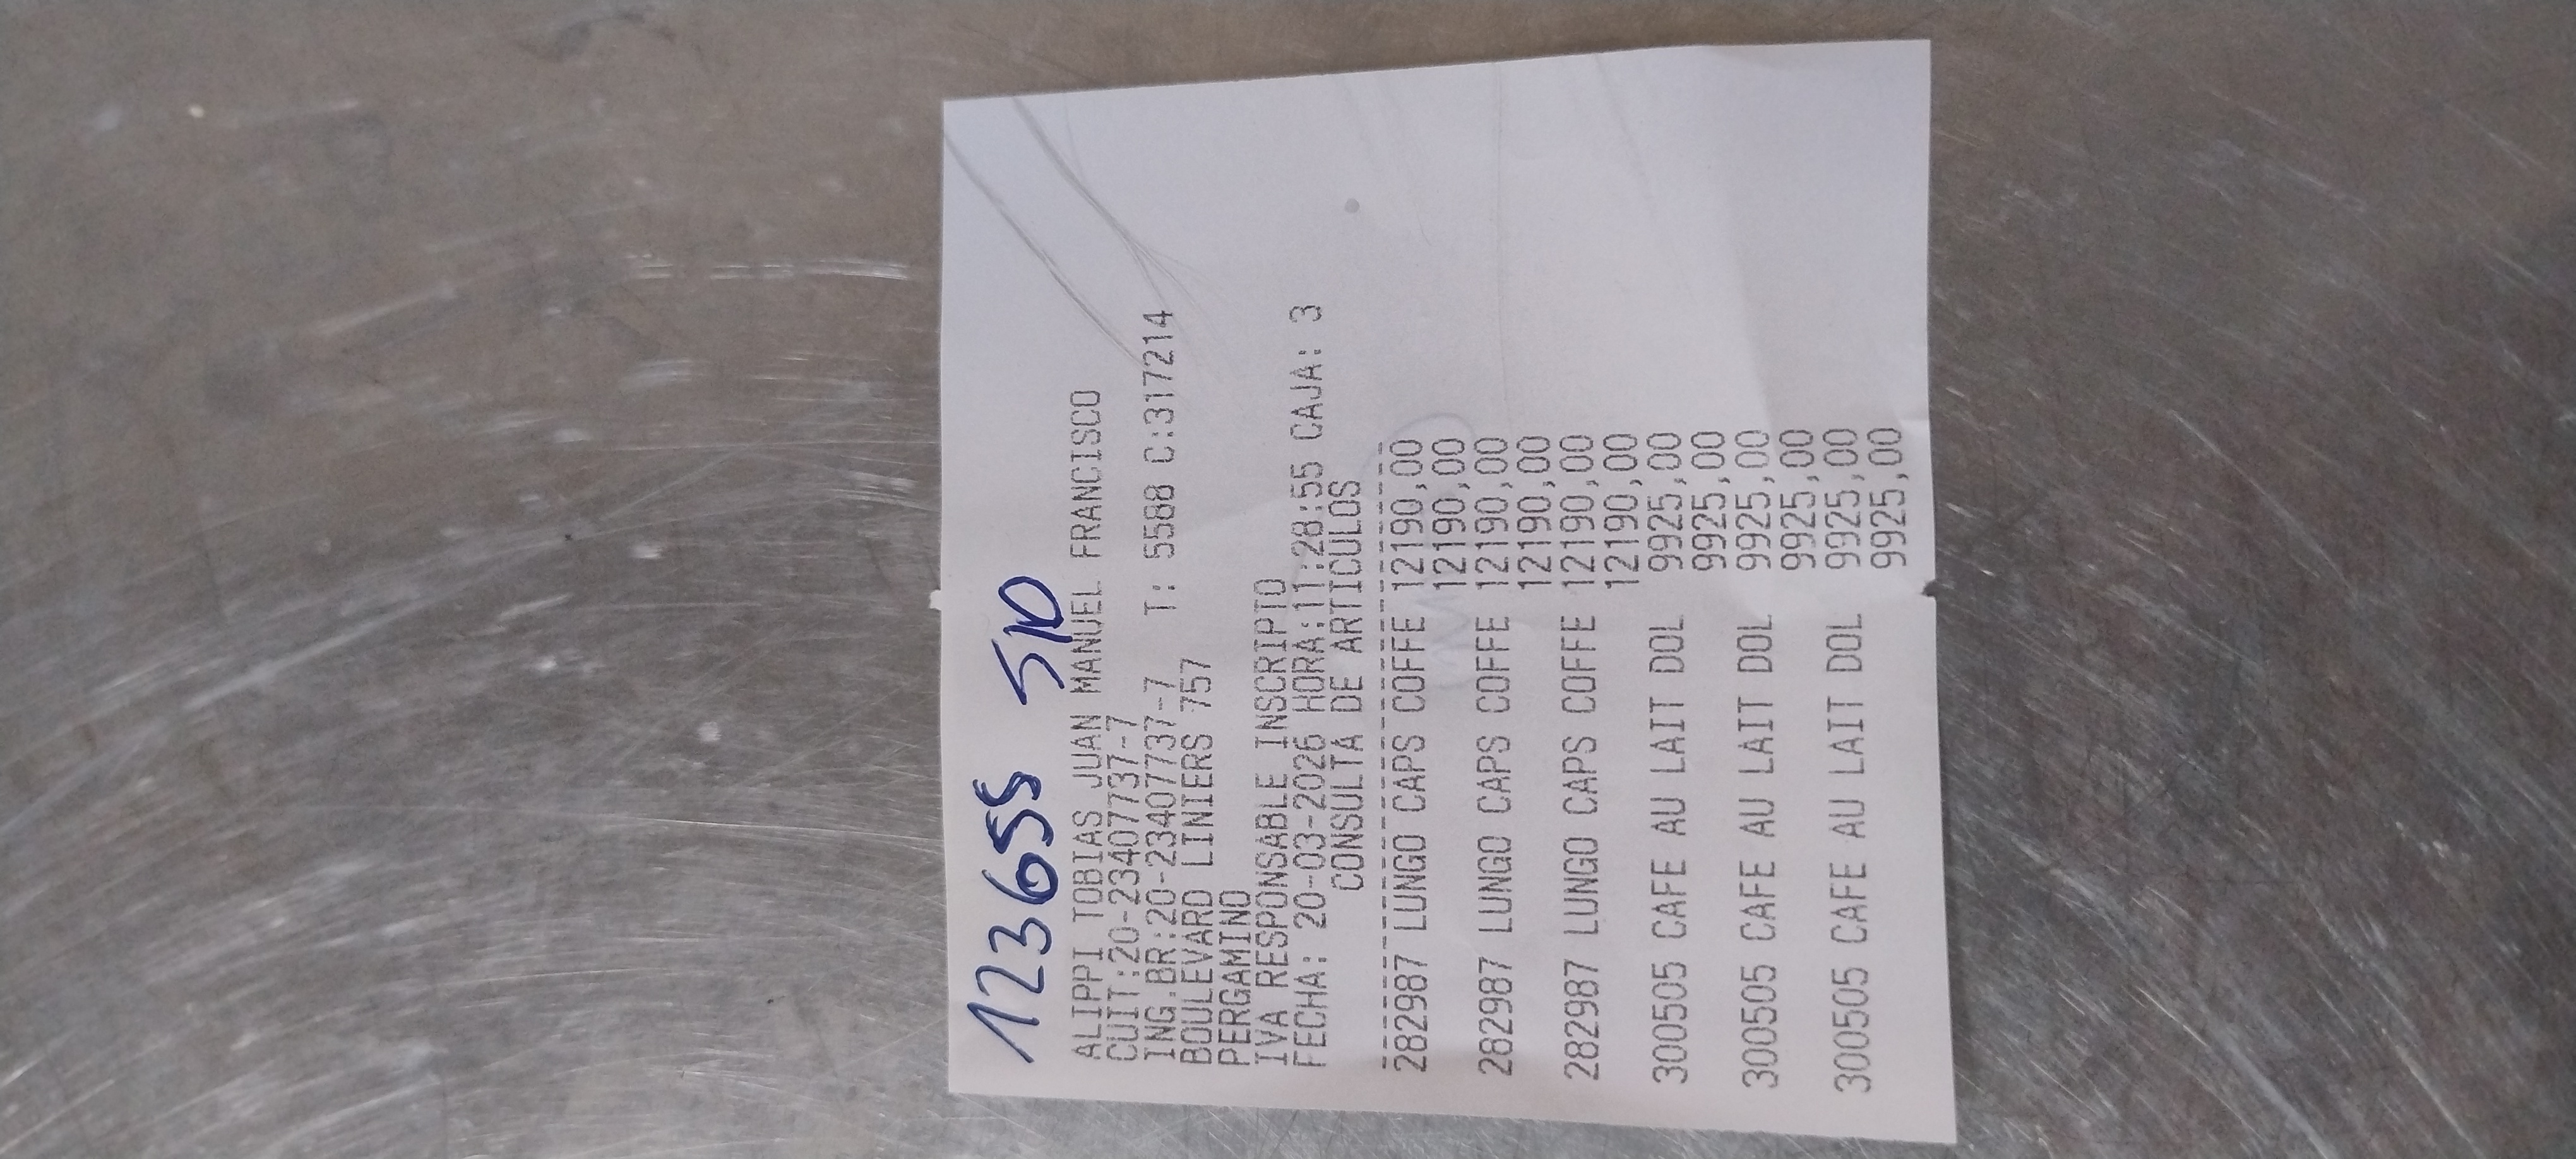 123655 S/D
ALIPPI TOBIAS JUAN MANUEL FRANCISCO
CUIT:20-23407737-7
ING.BR:20-23407737-7 T: 5588 C:317214
BOULEVARD LINIERS 757
PERGAMINO
IVA RESPONSABLE INSCRIPTO
FECHA: 20-03-2026 HORA:11:28:55 CAJA: 3
CONSULTA DE ARTICULOS
282987 LUNGO CAPS COFFE 12190,00
12190,00
282987 LUNGO CAPS COFFE 12190,00
12190,00
282987 LUNGO CAPS COFFE 12190,00
12190,00
300505 CAFE AU LAIT DOL 9925,00
9925,00
300505 CAFE AU LAIT DOL 9925,00
9925,00
300505 CAFE AU LAIT DOL 9925,00
9925,00